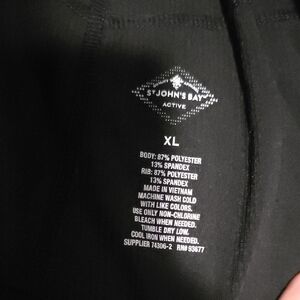 ST JOHN'S BAY
ACTIVE
XL
BODY: 87% POLYESTER
13% SPANDEX
RIB: 87% POLYESTER
13% SPANDEX
MADE IN VIETNAM
MACHINE WASH COLD
WITH LIKE COLORS.
USE ONLY NON-CHLORINE
BLEACH WHEN NEEDED.
TUMBLE DRY LOW.
COOL IRON WHEN NEEDED.
SUPPLIER 74306-2 RN# 93677